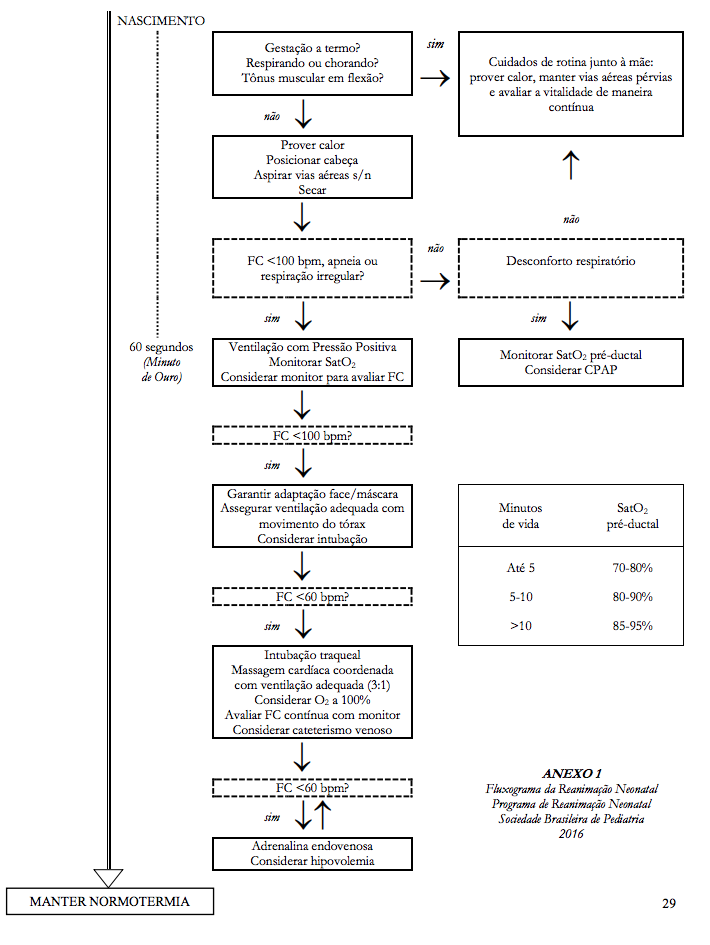 NASCIMENTO
Gestação a termo?
Respirando ou chorando?
Tônus muscular em flexão?
sim
Cuidados de rotina junto à mãe:
prover calor, manter vias aéreas pérvias
e avaliar a vitalidade de maneira
contínua
não
Prover calor
Posicionar cabeça
Aspirar vias aéreas s/n
Secar
não
FC <100 bpm, apneia ou
respiração irregular?
não
Desconforto respiratório
sim
sim
60 segundos
(Minuto
de Ouro)
Ventilação com Pressão Positiva
Monitorar SatO₂
Considerar monitor para avaliar FC
Monitorar SatO₂ pré-ductal
Considerar CPAP
FC <100 bpm?
sim
Garantir adaptação face/máscara
Assegurar ventilação adequada com
movimento do tórax
Considerar intubação
Minutos
de vida
SatO₂
pré-ductal
Até 5
70-80%
5-10
80-90%
>10
85-95%
FC <60 bpm?
sim
Intubação traqueal
Massagem cardíaca coordenada
com ventilação adequada (3:1)
Considerar O₂ a 100%
Avaliar FC contínua com monitor
Considerar cateterismo venoso
FC <60 bpm?
sim
Adrenalina endovenosa
Considerar hipovolemia
ANEXO 1
Fluxograma da Reanimação Neonatal
Programa de Reanimação Neonatal
Sociedade Brasileira de Pediatria
2016
MANTER NORMOTERMIA
29